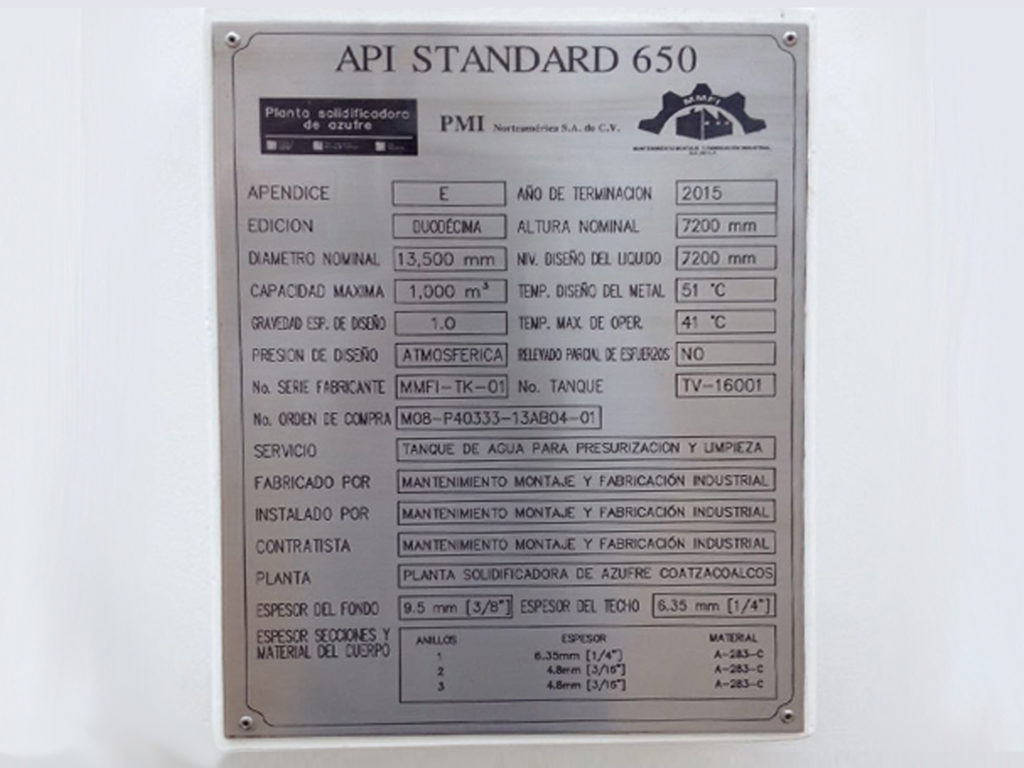 API STANDARD 650
Planta solidificadora
de azufre
PMI Norteamérica S.A. de C.V.
MMFI
MANTENIMIENTO MONTAJE Y FABRICACIÓN INDUSTRIAL
APENDICE E AÑO DE TERMINACION 2015
EDICION DUODÉCIMA ALTURA NOMINAL 7200 mm
DIAMETRO NOMINAL 13,500 mm NIV. DISEÑO DEL LIQUIDO 7200 mm
CAPACIDAD MAXIMA 1,000 m³ TEMP. DISEÑO DEL METAL 51 °C
GRAVEDAD ESP. DE DISEÑO 1.0 TEMP. MAX. DE OPER. 41 °C
PRESION DE DISEÑO ATMOSFERICA RELEVADO PARCIAL DE ESFUERZOS NO
No. SERIE FABRICANTE MMFI-TK-01 No. TANQUE TV-16001
No. ORDEN DE COMPRA M08-P40333-13AB04-01
SERVICIO TANQUE DE AGUA PARA PRESURIZACION Y LIMPIEZA
FABRICADO POR MANTENIMIENTO MONTAJE Y FABRICACIÓN INDUSTRIAL
INSTALADO POR MANTENIMIENTO MONTAJE Y FABRICACIÓN INDUSTRIAL
CONTRATISTA MANTENIMIENTO MONTAJE Y FABRICACIÓN INDUSTRIAL
PLANTA PLANTA SOLIDIFICADORA DE AZUFRE COATZACOALCOS
ESPESOR DEL FONDO 9.5 mm [3/8"] ESPESOR DEL TECHO 6.35 mm [1/4"]
ESPESOR SECCIONES Y
MATERIAL DEL CUERPO
ANILLOS ESPESOR MATERIAL
1 6.35mm [1/4"] A-283-C
2 4.8mm [3/16"] A-283-C
3 4.8mm [3/16"] A-283-C